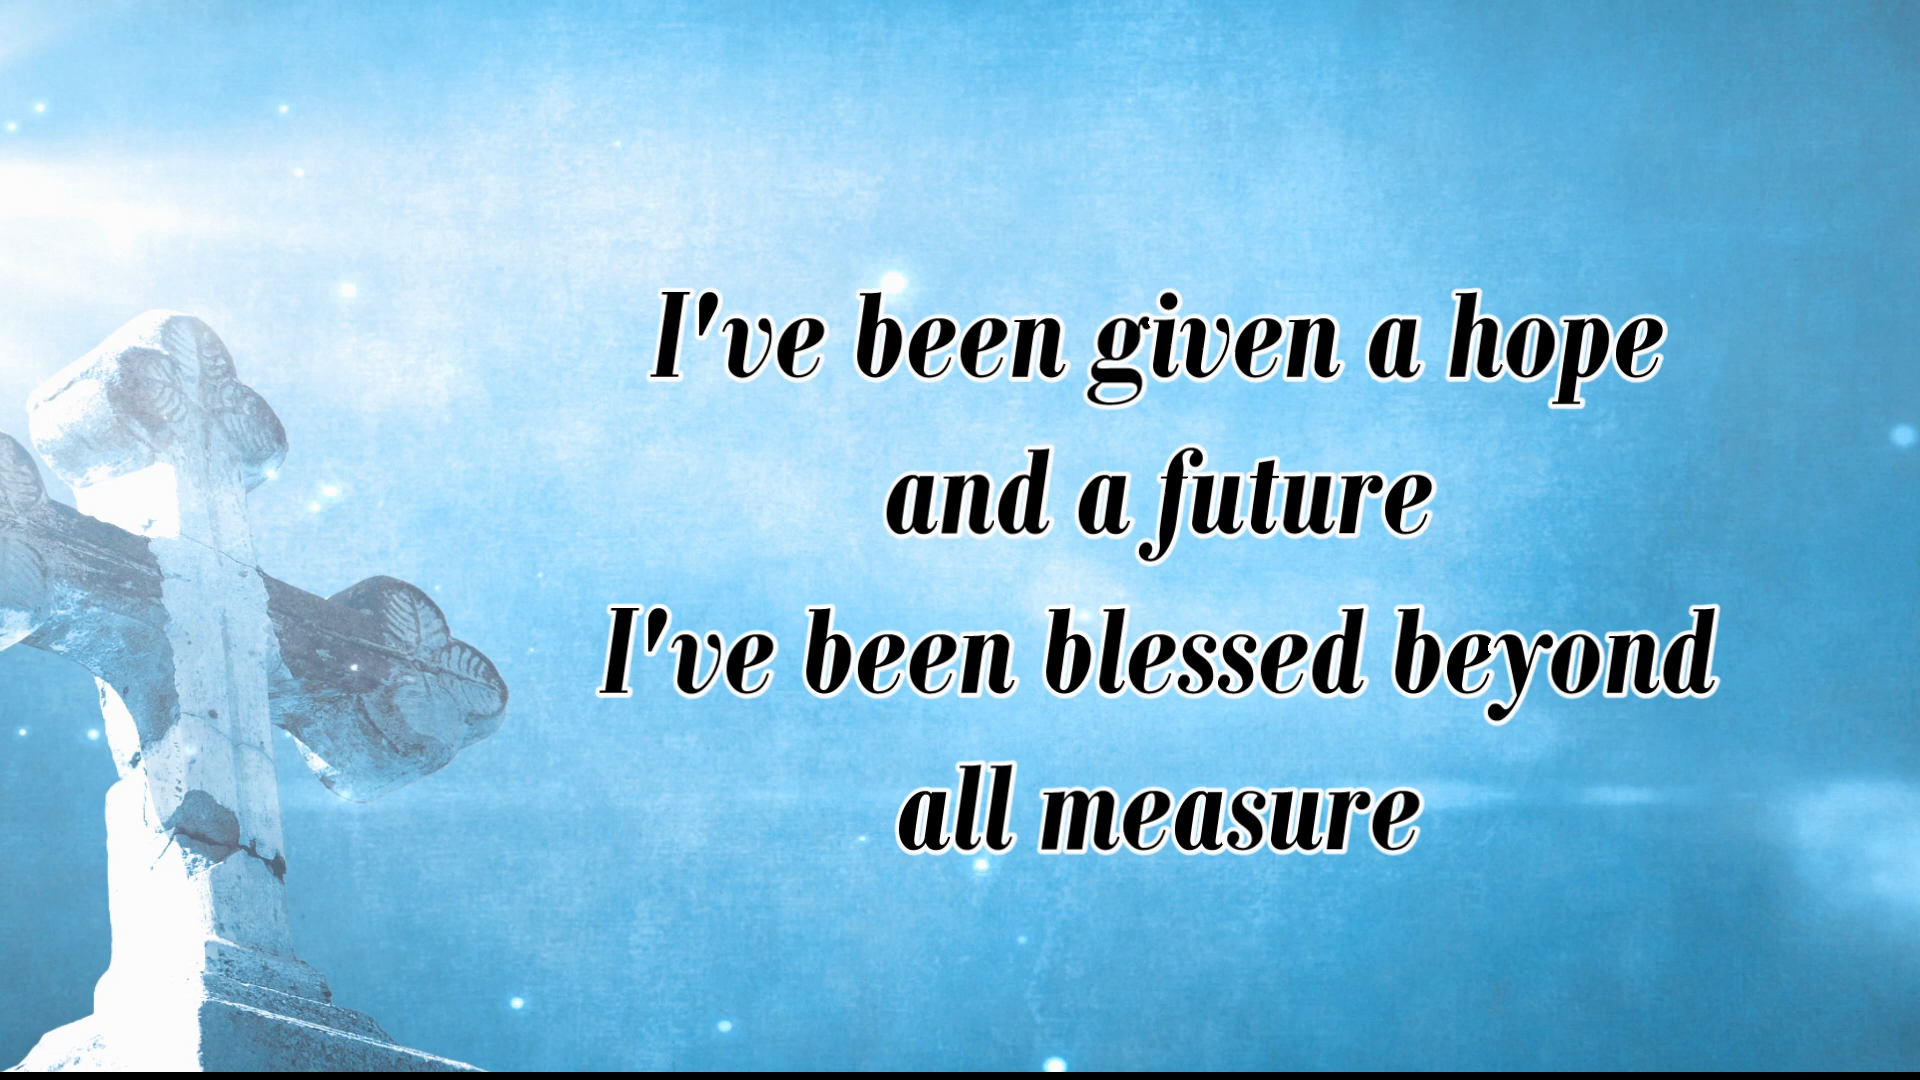 I've been given a hope
and a future
I've been blessed beyond
all measure